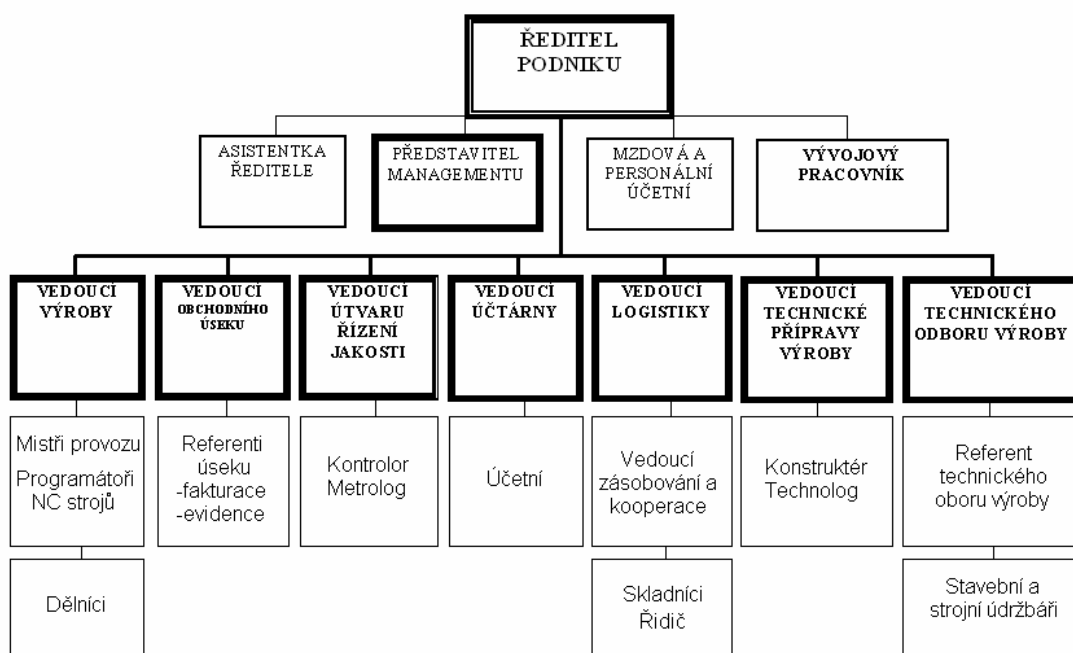 ŘEDITEL
PODNIKU
ASISTENTKA
ŘEDITELE
PŘEDSTAVITEL
MANAGEMENTU
MZDOVÁ A
PERSONÁLNÍ
ÚČETNÍ
VÝVOJOVÝ
PRACOVNÍK
VEDOUCÍ
VÝROBY
VEDOUCÍ
OBCHODNÍHO
ÚSEKU
VEDOUCÍ
ÚTVARU
ŘÍZENÍ
JAKOSTI
VEDOUCÍ
ÚČTÁRNY
VEDOUCÍ
LOGISTIKY
VEDOUCÍ
TECHNICKÉ
PŘÍPRAVY
VÝROBY
VEDOUCÍ
TECHNICKÉHO
ODBORU VÝROBY
Mistři provozu
Programátoři
NC strojů
Referenti
úseku
-fakturace
-evidence
Kontrolor
Metrolog
Účetní
Vedoucí
zásobování a
kooperace
Konstruktér
Technolog
Referent
technického
oboru výroby
Dělníci
Skladníci
Řidič
Stavební a
strojní údržbáři